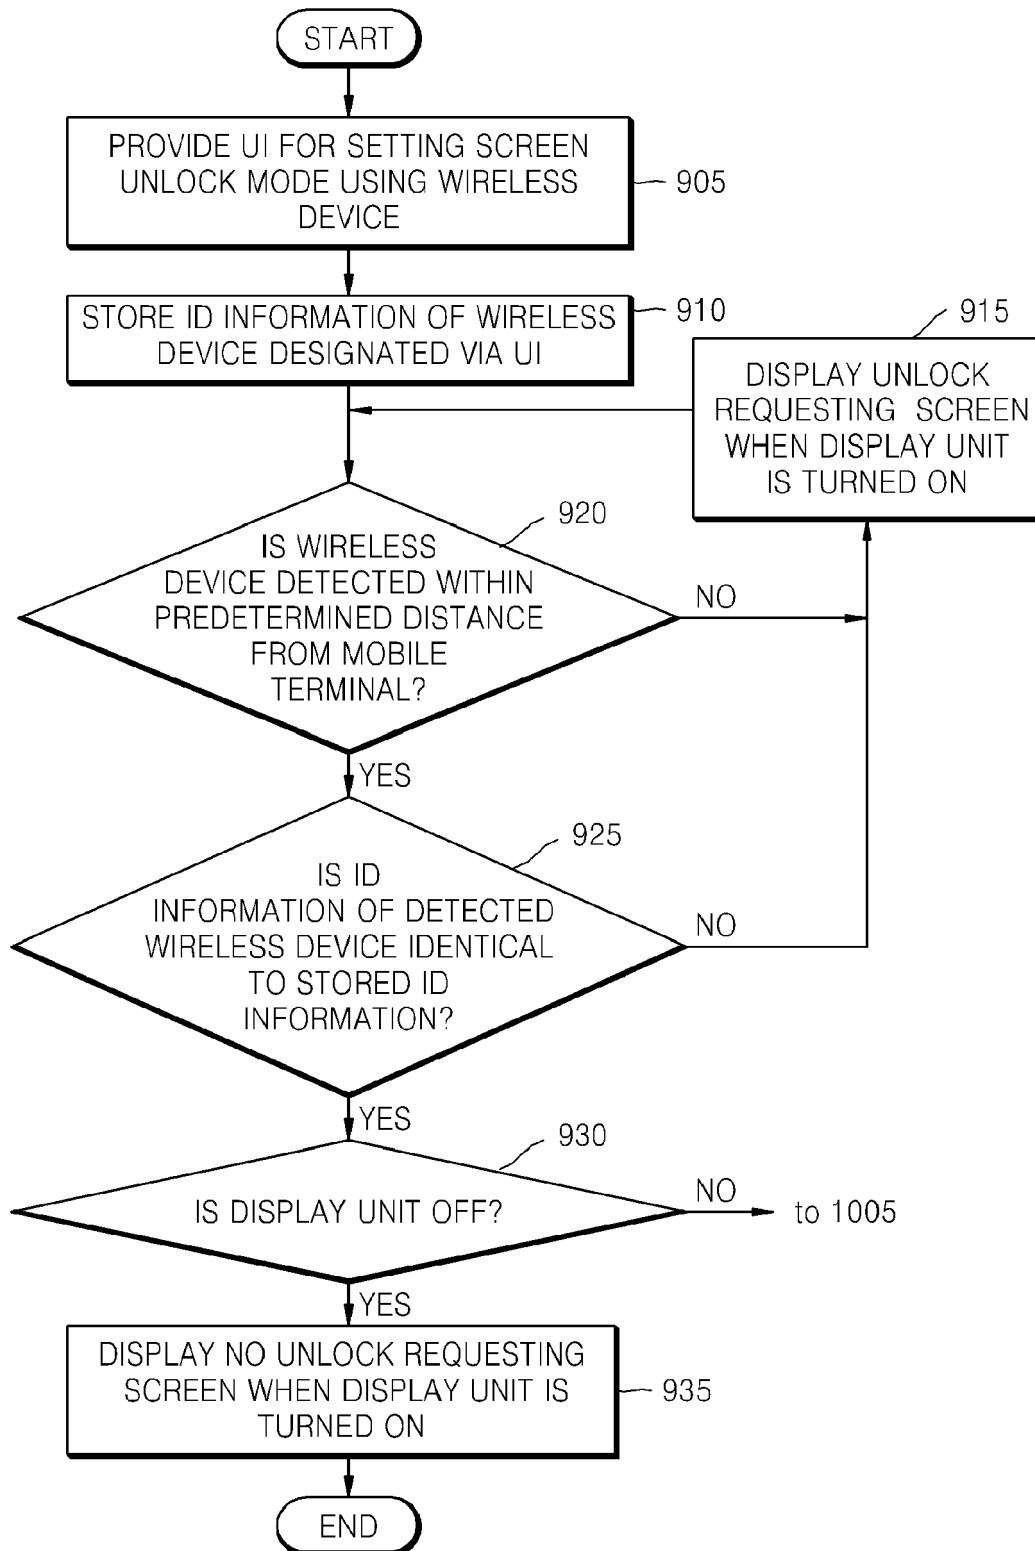 START
PROVIDE UI FOR SETTING SCREEN
UNLOCK MODE USING WIRELESS
DEVICE
905
STORE ID INFORMATION OF WIRELESS
DEVICE DESIGNATED VIA UI
910
915
DISPLAY UNLOCK
REQUESTING SCREEN
WHEN DISPLAY UNIT
IS TURNED ON
920
IS WIRELESS
DEVICE DETECTED WITHIN
PREDETERMINED DISTANCE
FROM MOBILE
TERMINAL?
NO
YES
925
IS ID
INFORMATION OF DETECTED
WIRELESS DEVICE IDENTICAL
TO STORED ID
INFORMATION?
NO
YES
930
IS DISPLAY UNIT OFF?
NO
to 1005
YES
DISPLAY NO UNLOCK REQUESTING
SCREEN WHEN DISPLAY UNIT IS
TURNED ON
935
END